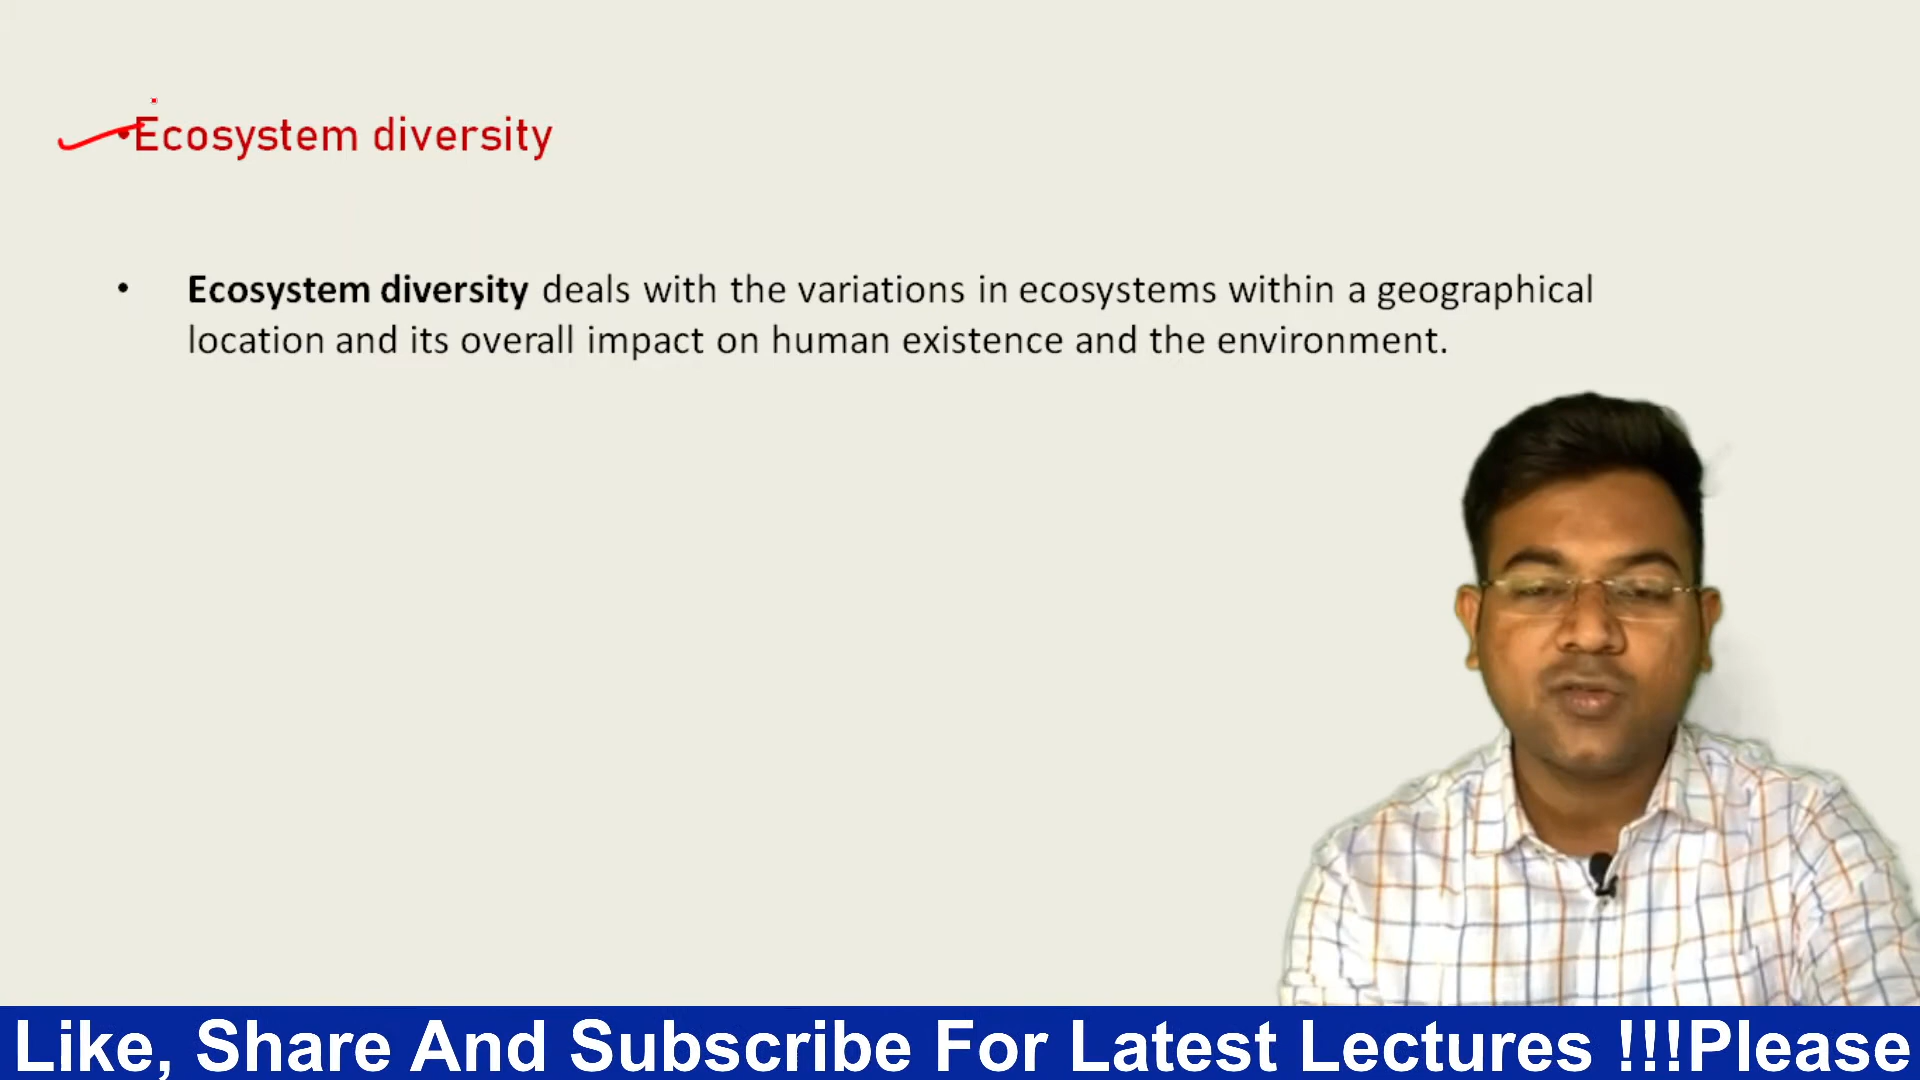 •Ecosystem diversity
• Ecosystem diversity deals with the variations in ecosystems within a geographical
location and its overall impact on human existence and the environment.
Like, Share And Subscribe For Latest Lectures !!!Please